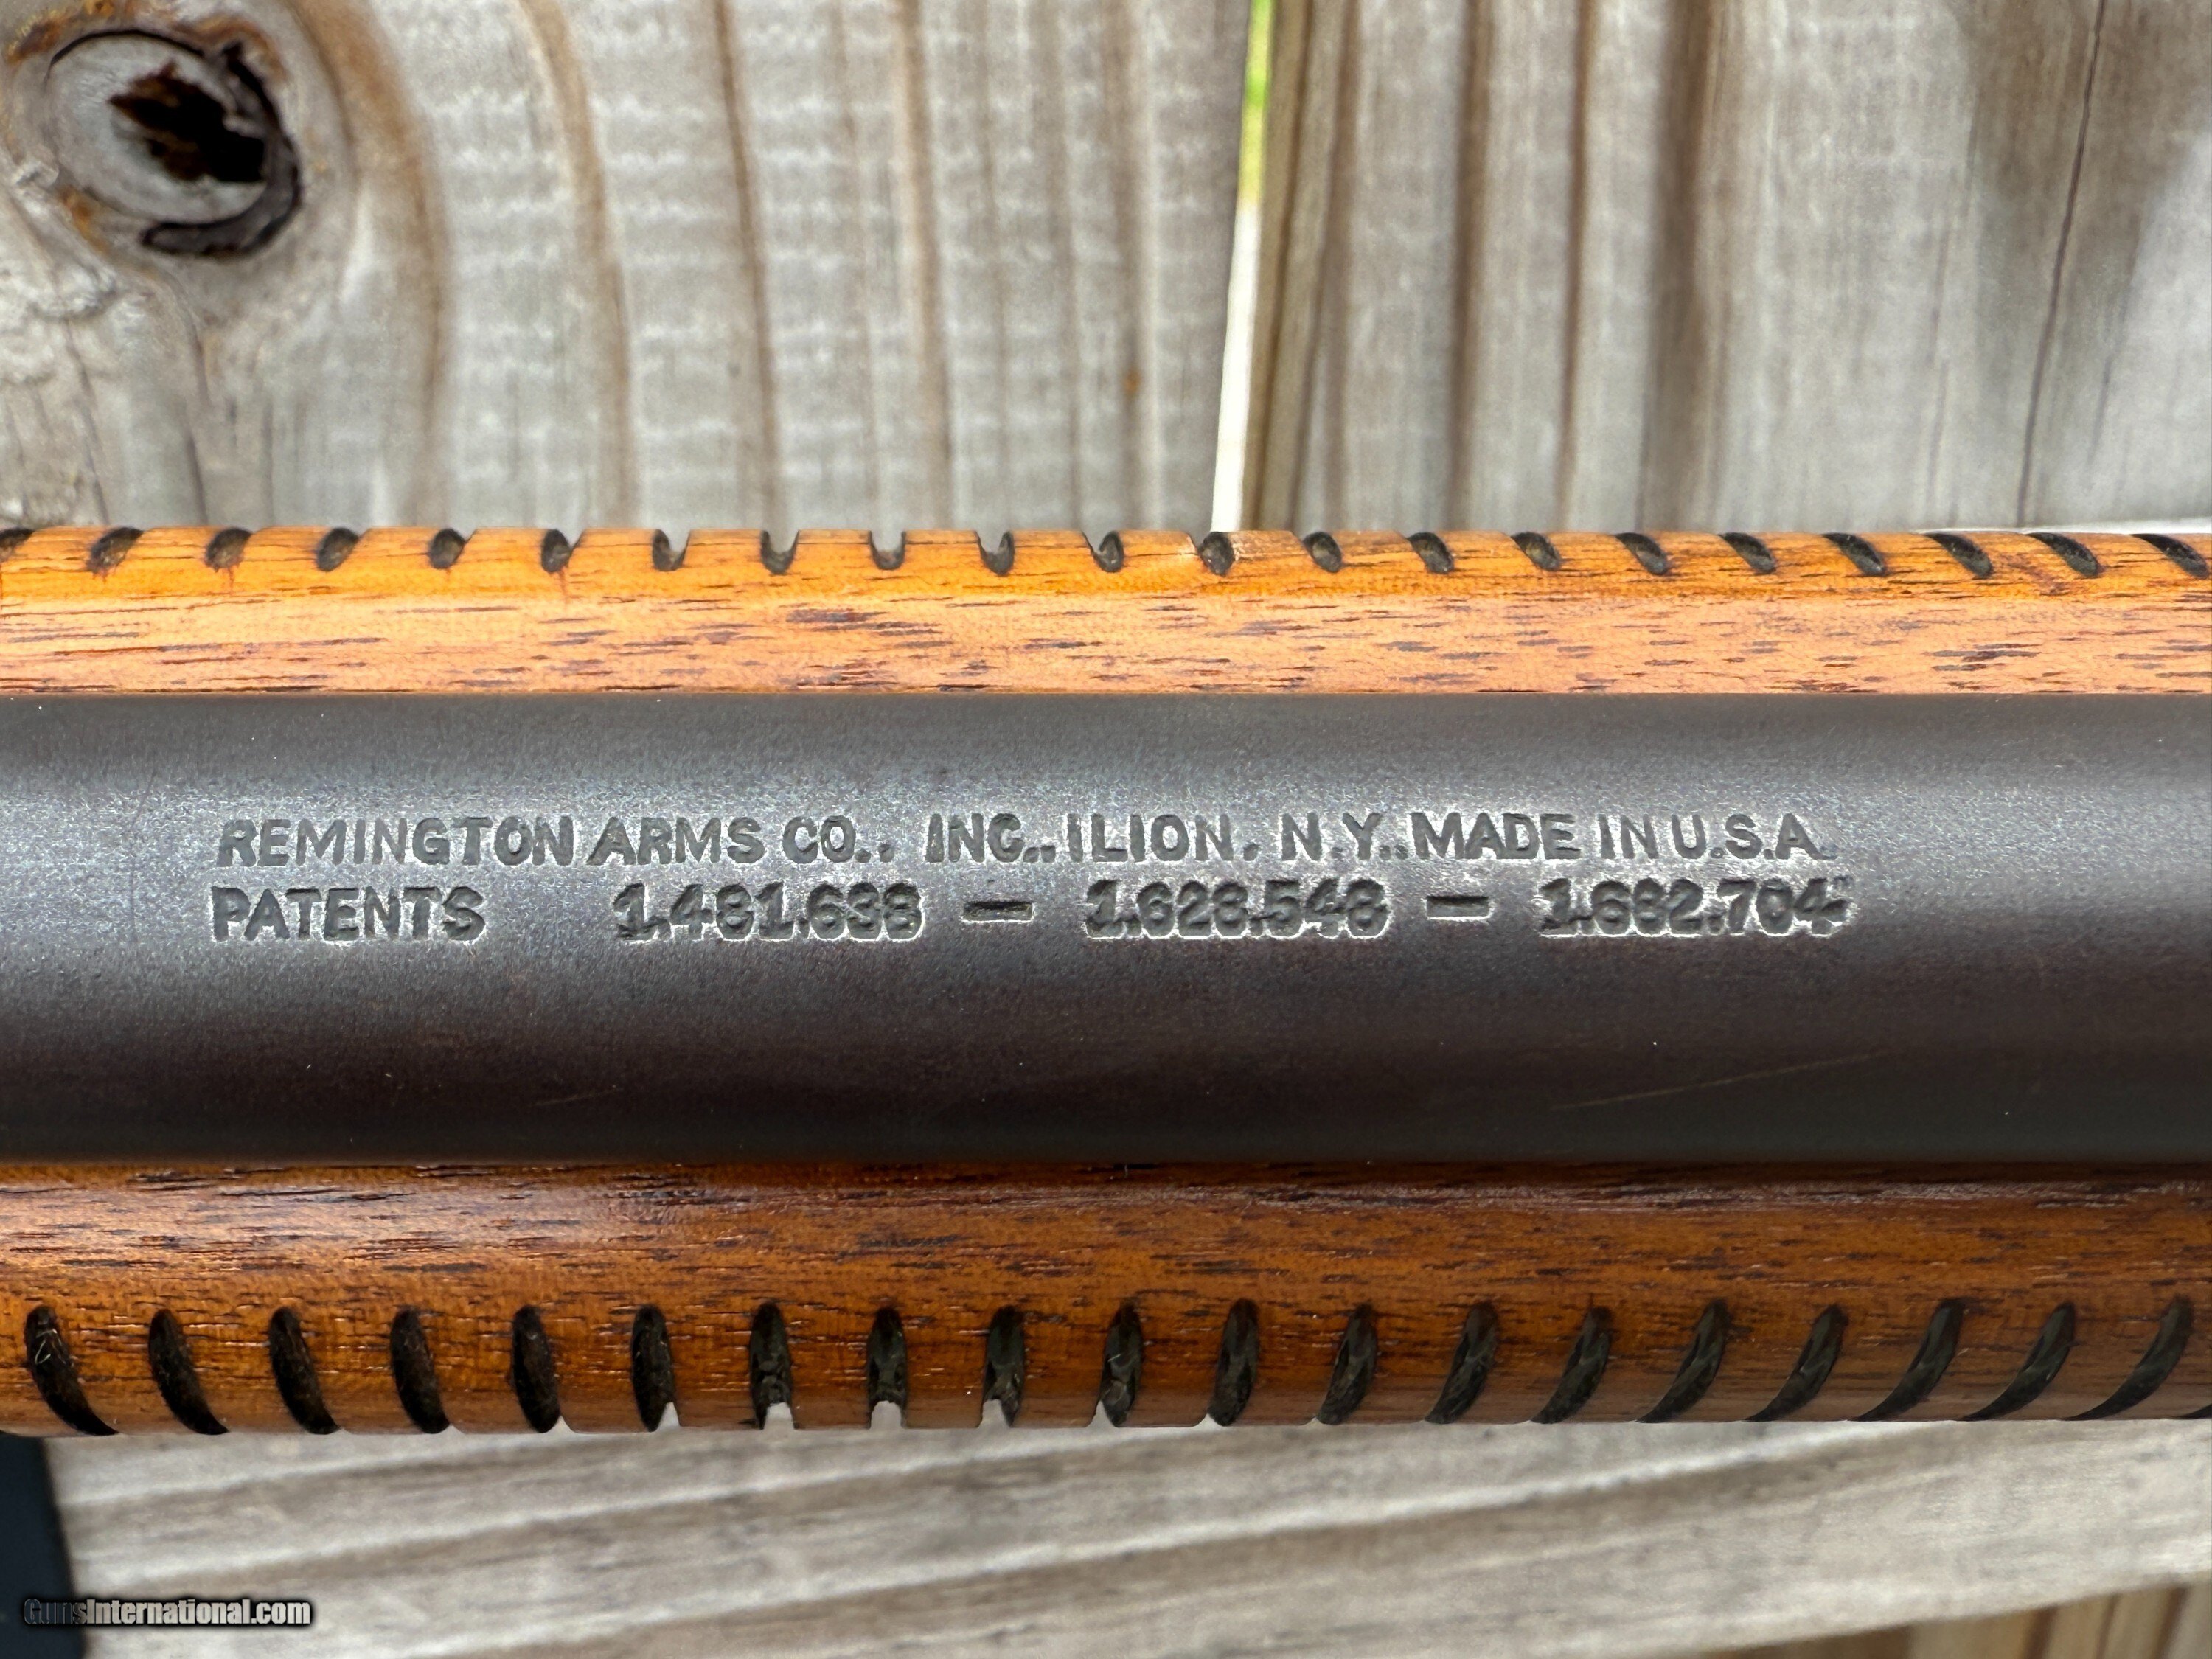 REMINGTON ARMS CO., INC., ILION, N.Y., MADE IN U.S.A.
PATENTS 1.481.638 — 1.628.548 — 1.682.704
GunsInternational.com